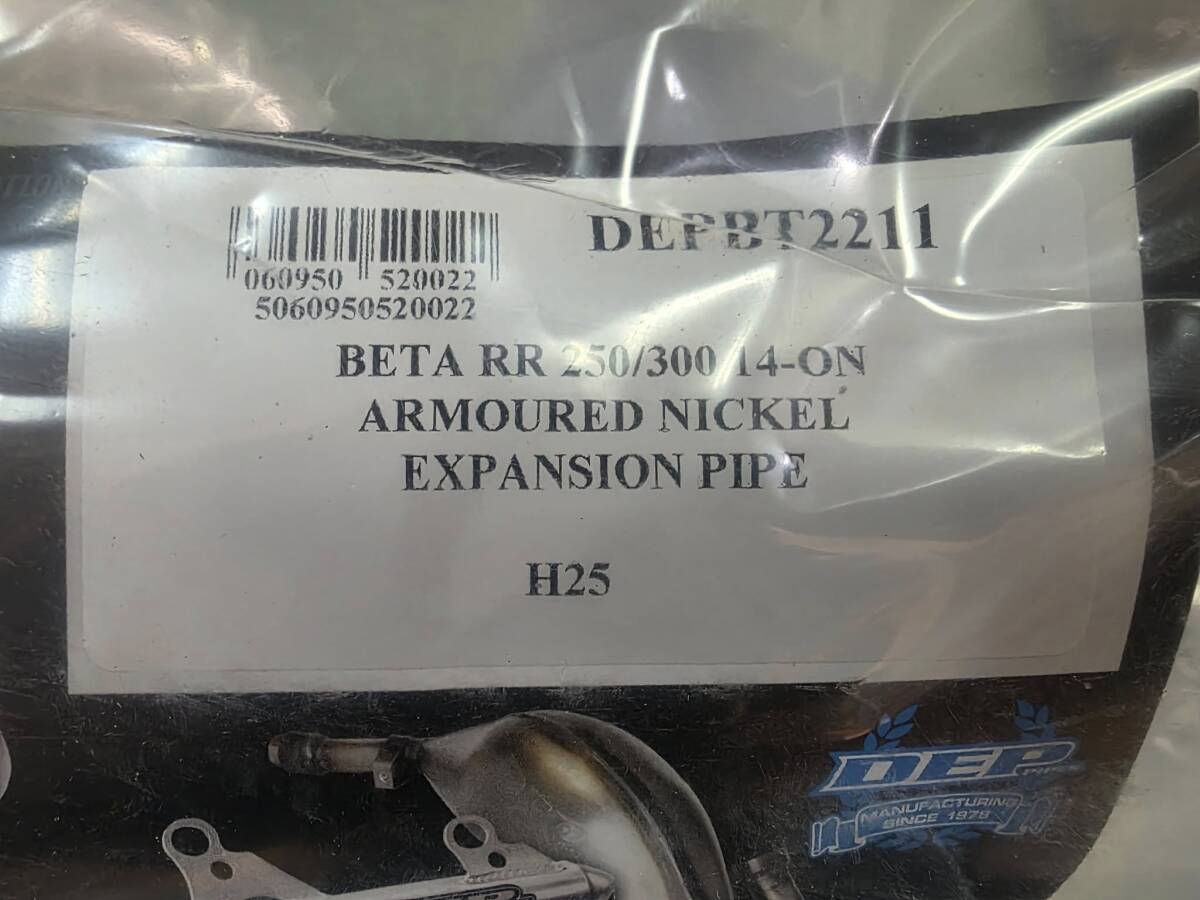 DEPBT2211
060950 520022
5060950520022
BETA RR 250/300 14-ON
ARMOURED NICKEL
EXPANSION PIPE
H25
DEP
PIPES
MANUFACTURING
SINCE 1978